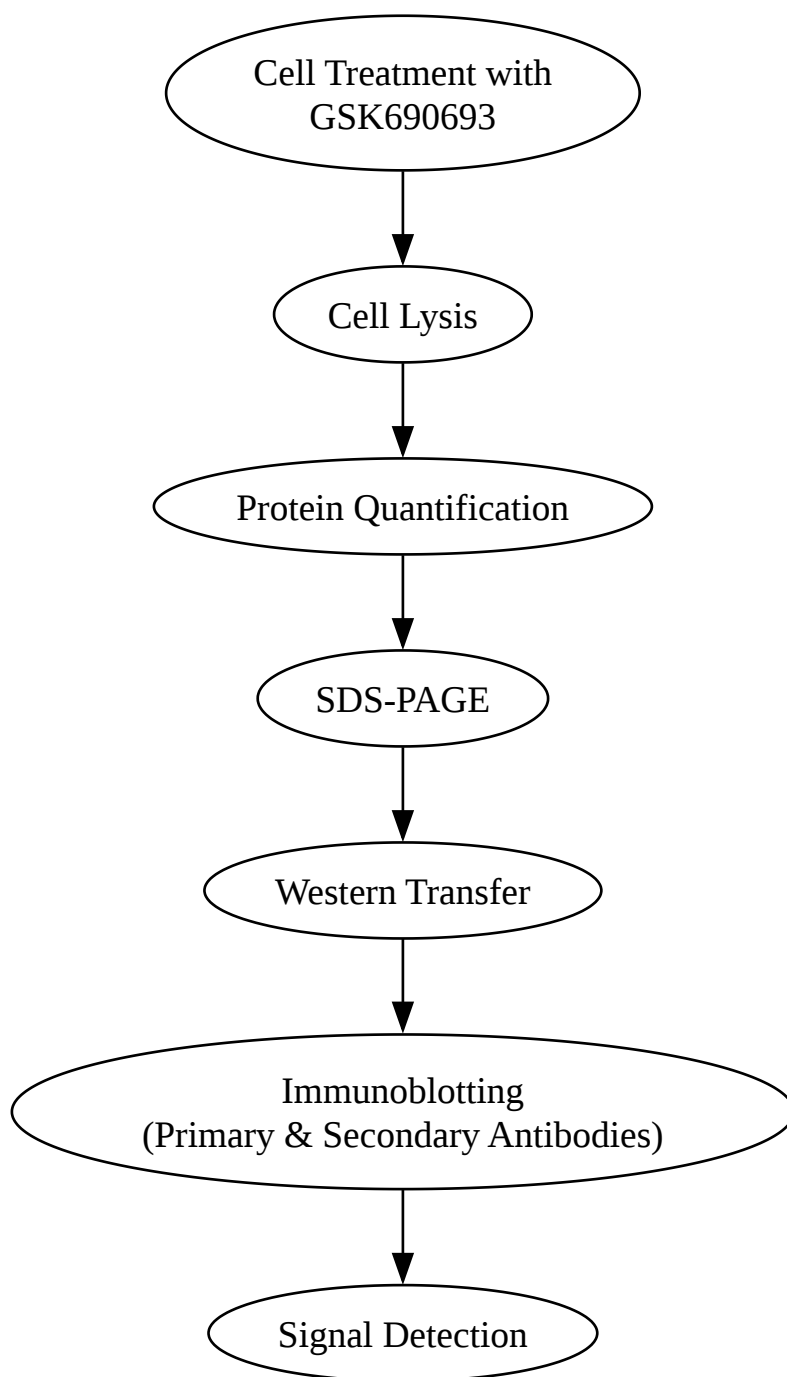 Cell Treatment with
GSK690693
Cell Lysis
Protein Quantification
SDS-PAGE
Western Transfer
Immunoblotting
(Primary & Secondary Antibodies)
Signal Detection